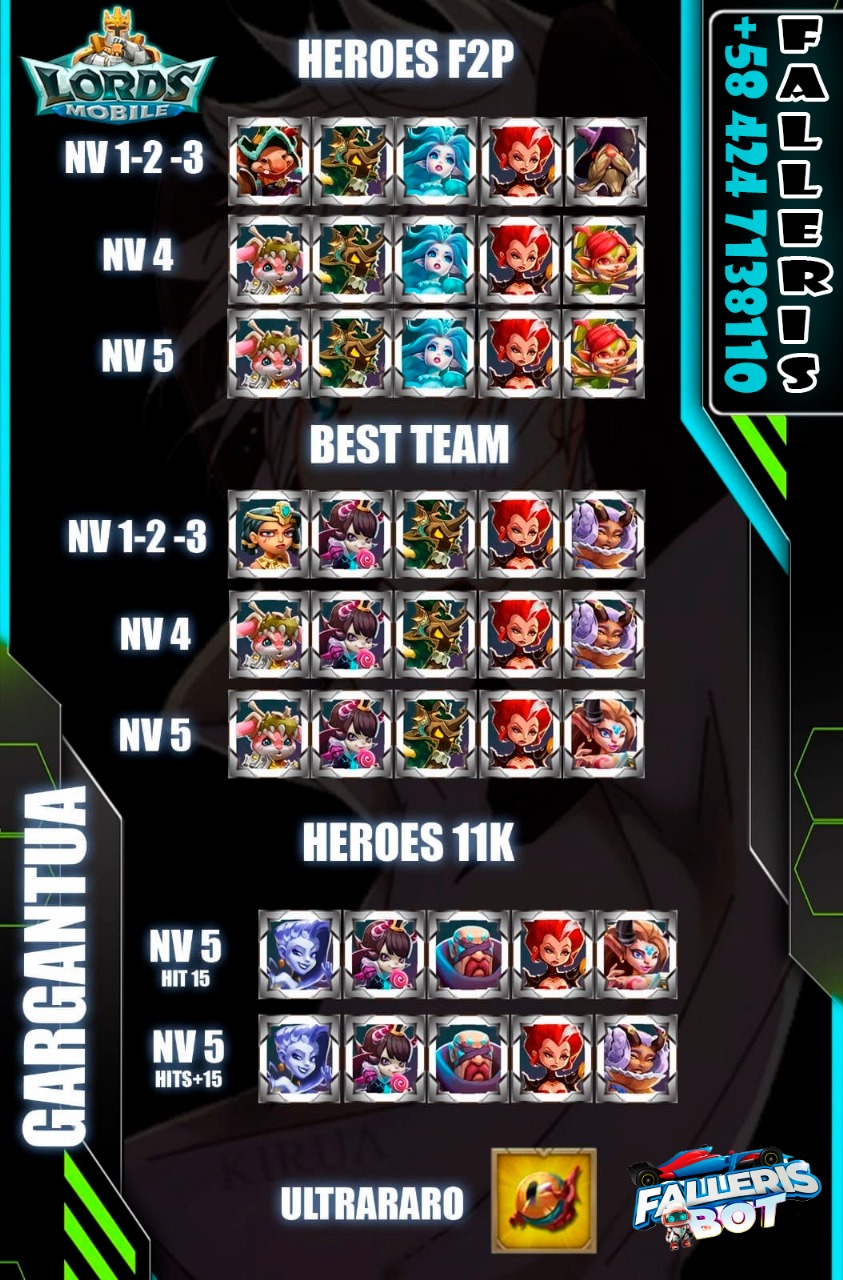 LORDS
MOBILE
HEROES F2P
FALLERIS
+58 424 7138110
NV 1-2 -3
NV 4
NV 5
BEST TEAM
NV 1-2 -3
NV 4
NV 5
GARGANTUA
HEROES 11K
NV 5
HIT 15
NV 5
HITS+15
KIRUA
ULTRARARO
FALLERIS
BOT